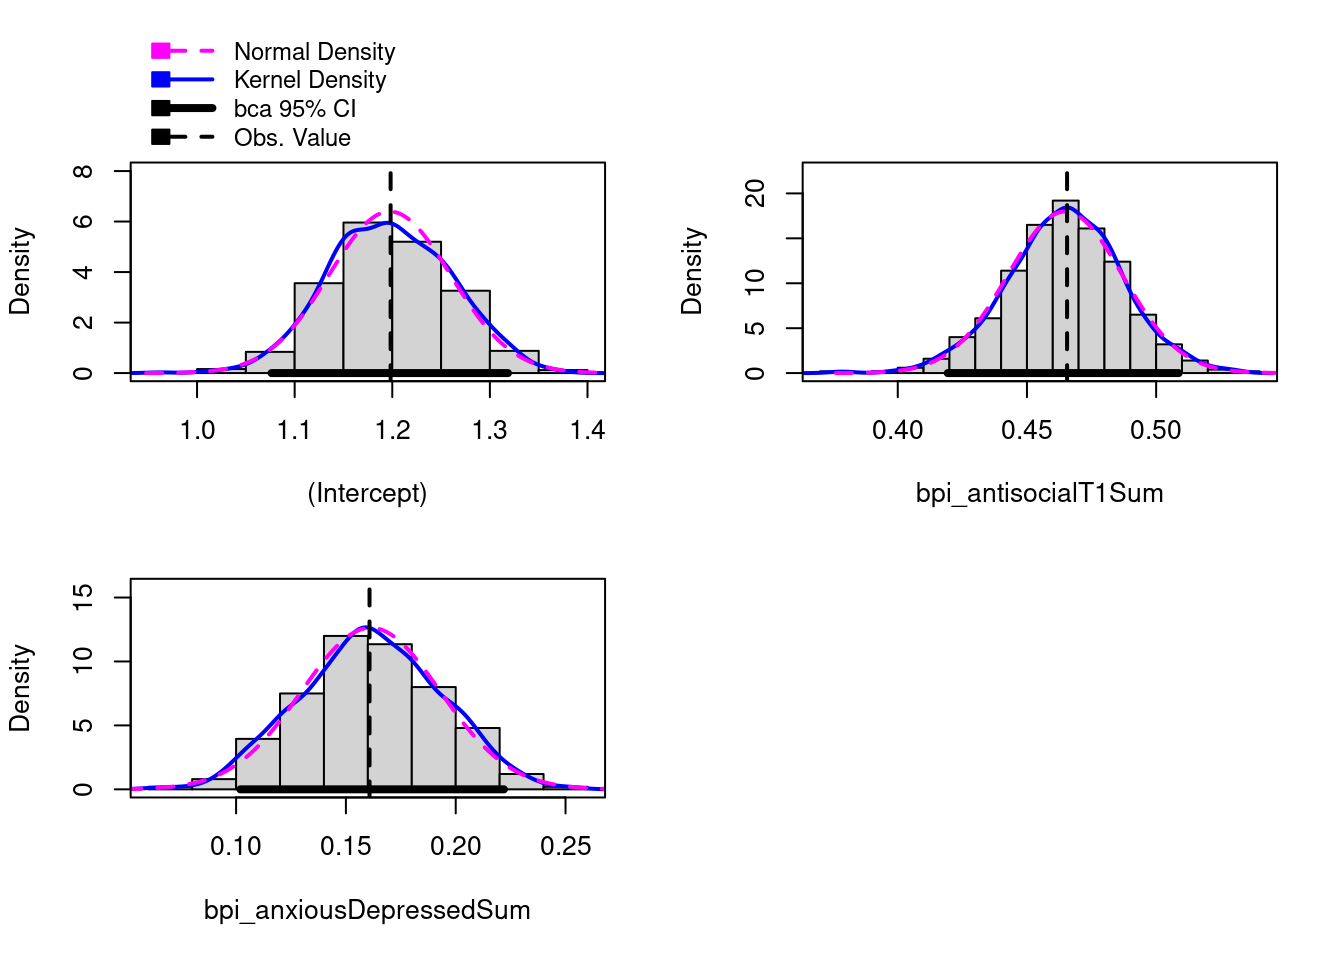 Normal Density
Kernel Density
bca 95% CI
Obs. Value
Density
0 2 4 6 8
1.0 1.1 1.2 1.3 1.4
(Intercept)
Density
0 5 10 20
0.40 0.45 0.50
bpi_antisocialT1Sum
Density
0 5 10 15
0.10 0.15 0.20 0.25
bpi_anxiousDepressedSum